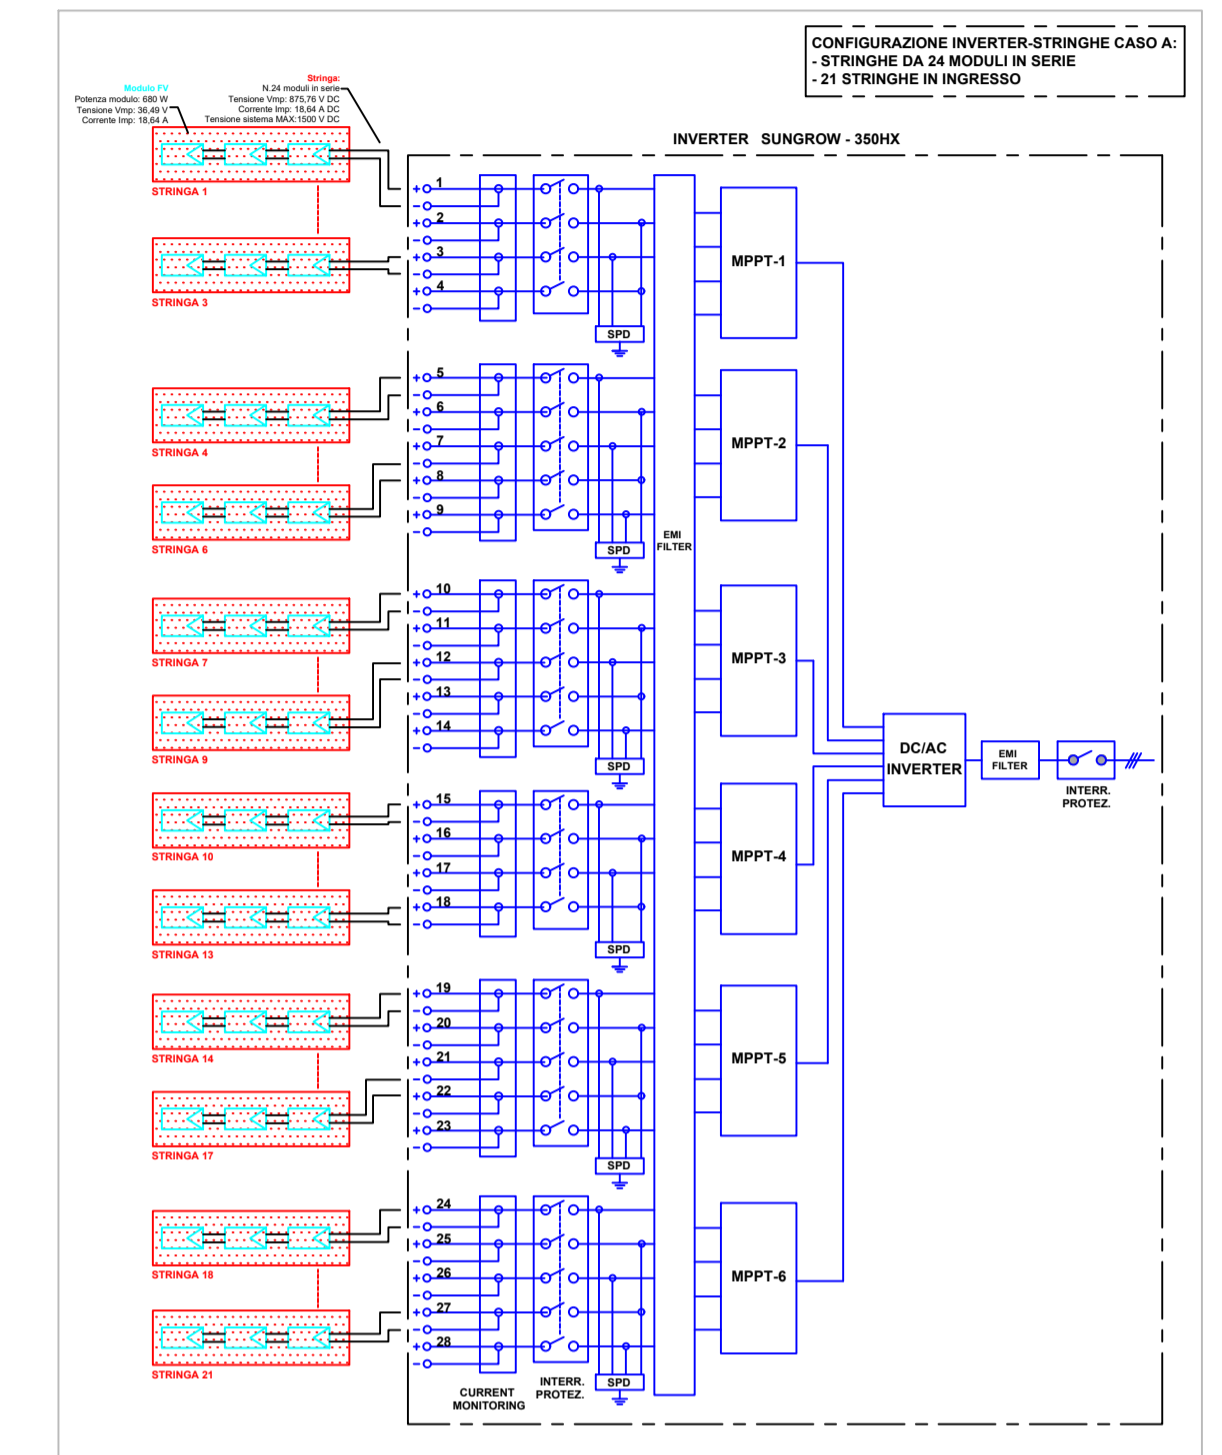 CONFIGURAZIONE INVERTER-STRINGHE CASO A:
- STRINGHE DA 24 MODULI IN SERIE
- 21 STRINGHE IN INGRESSO
Modulo FV
Potenza modulo: 680 W
Tensione Vmp: 36,49 V
Corrente Imp: 18,64 A
Stringa:
N.24 moduli in serie
Tensione Vmp: 875,76 V DC
Corrente Imp: 18,64 A DC
Tensione sistema MAX:1500 V DC
INVERTER SUNGROW - 350HX
STRINGA 1
STRINGA 3
+ 1
-
+ 2
-
+ 3
-
+ 4
-
SPD
MPPT-1
STRINGA 4
STRINGA 6
+ 5
-
+ 6
-
+ 7
-
+ 8
-
+ 9
-
SPD
EMI
FILTER
MPPT-2
STRINGA 7
STRINGA 9
+ 10
-
+ 11
-
+ 12
-
+ 13
-
+ 14
-
SPD
MPPT-3
DC/AC
INVERTER
EMI
FILTER
INTERR.
PROTEZ.
STRINGA 10
STRINGA 13
+ 15
-
+ 16
-
+ 17
-
+ 18
-
SPD
MPPT-4
STRINGA 14
STRINGA 17
+ 19
-
+ 20
-
+ 21
-
+ 22
-
+ 23
-
SPD
MPPT-5
STRINGA 18
STRINGA 21
+ 24
-
+ 25
-
+ 26
-
+ 27
-
+ 28
-
SPD
MPPT-6
CURRENT
MONITORING
INTERR.
PROTEZ.